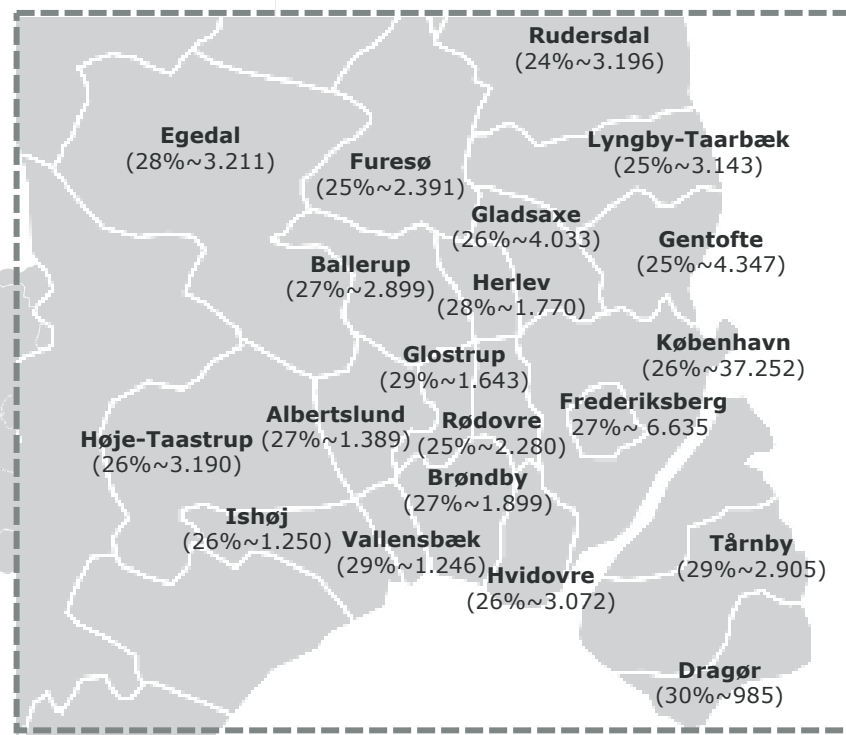 Rudersdal
(24%~3.196)
Egedal
(28%~3.211)
Lyngby-Taarbæk
(25%~3.143)
Furesø
(25%~2.391)
Gladsaxe
(26%~4.033)
Gentofte
(25%~4.347)
Ballerup
(27%~2.899)
Herlev
(28%~1.770)
København
(26%~37.252)
Glostrup
(29%~1.643)
Frederiksberg
27%~ 6.635
Albertslund
(27%~1.389)
Rødovre
(25%~2.280)
Høje-Taastrup
(26%~3.190)
Brøndby
(27%~1.899)
Ishøj
(26%~1.250)
Vallensbæk
(29%~1.246)
Tårnby
(29%~2.905)
Hvidovre
(26%~3.072)
Dragør
(30%~985)